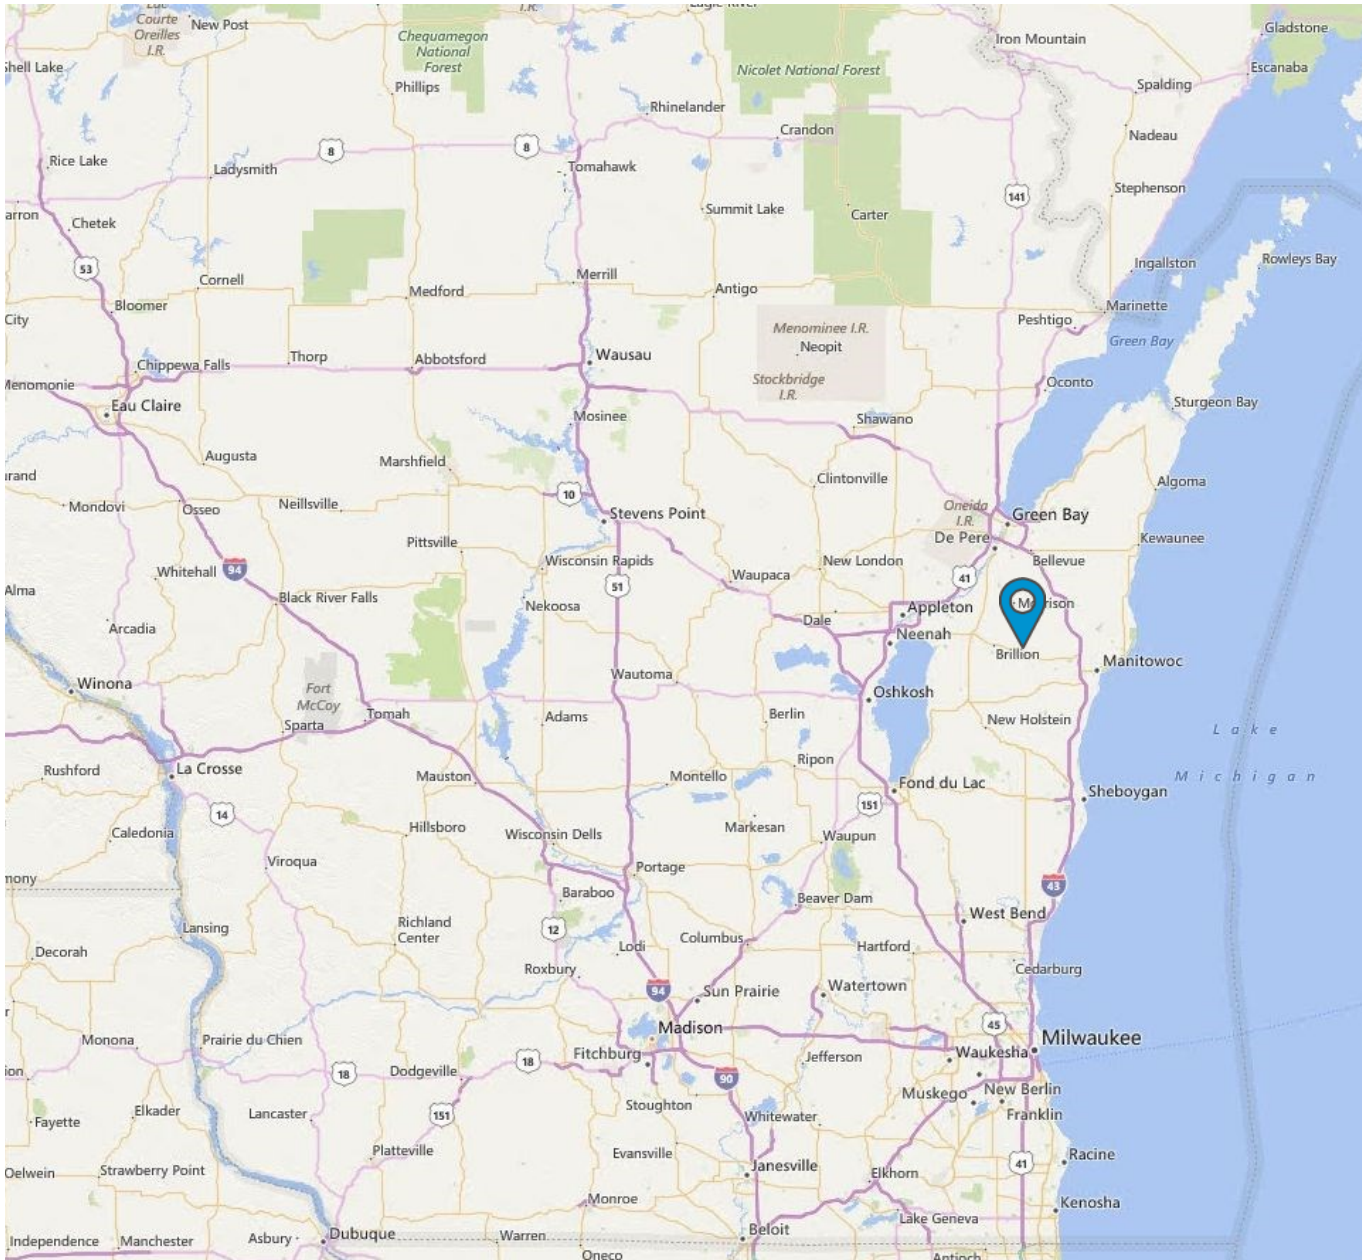 Eagle River
Lac
Courte
Oreilles
I.R.
New Post
I.R.
Chequamegon
National
Forest
Iron Mountain
Gladstone
Shell Lake
Nicolet National Forest
Escanaba
Phillips
Spalding
Rhinelander
Crandon
Nadeau
8
8
Rice Lake
Ladysmith
Tomahawk
Stephenson
141
arron
Chetek
Summit Lake
Carter
53
Cornell
Merrill
Ingallston
Rowleys Bay
Medford
Antigo
Bloomer
Marinette
City
Peshtigo
Menominee I.R.
Neopit
Green Bay
Thorp
Abbotsford
Wausau
Chippewa Falls
Stockbridge
I.R.
Menomonie
Oconto
Eau Claire
Sturgeon Bay
Mosinee
Shawano
Augusta
Marshfield
urand
Clintonville
Algoma
10
Mondovi
Osseo
Neillsville
Oneida
I.R.
Stevens Point
Green Bay
De Pere
Kewaunee
Pittsville
Wisconsin Rapids
New London
Bellevue
94
Whitehall
Waupaca
41
51
Alma
Black River Falls
Nekoosa
Appleton
Morrison
Dale
Arcadia
Neenah
Brillion
Manitowoc
Wautoma
Winona
Fort
McCoy
Oshkosh
Tomah
Sparta
Adams
Berlin
New Holstein
Lake
Michigan
Rushford
La Crosse
Mauston
Montello
Ripon
Fond du Lac
Sheboygan
14
151
Caledonia
Hillsboro
Wisconsin Dells
Markesan
Waupun
Viroqua
Portage
mony
43
Baraboo
Beaver Dam
Lansing
Richland
Center
12
West Bend
Decorah
Lodi
Columbus
Hartford
Roxbury
Cedarburg
94
Sun Prairie
Watertown
r
45
Monona
Prairie du Chien
Madison
Milwaukee
Fitchburg
Jefferson
Waukesha
ion
18
Dodgeville
18
90
Muskego
New Berlin
Elkader
Lancaster
151
Stoughton
Whitewater
Franklin
Fayette
Platteville
Evansville
Racine
Oelwein
Strawberry Point
Janesville
Elkhorn
41
Monroe
Kenosha
Lake Geneva
Dubuque
Beloit
Independence
Manchester
Asbury
Warren
Oneco
Antioch